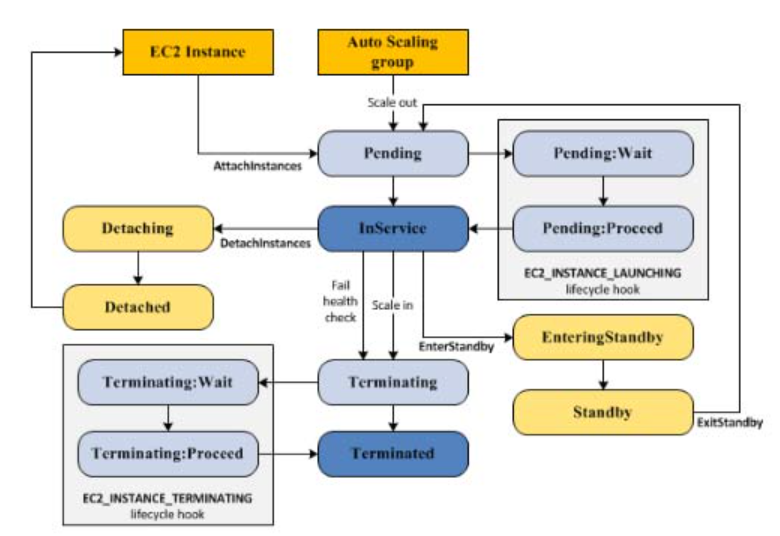 EC2 Instance
Auto Scaling
group
Scale out
Pending
AttachInstances
Pending:Wait
Pending:Proceed
EC2_INSTANCE_LAUNCHING
lifecycle hook
InService
DetachInstances
Detaching
Detached
Fail
health
check
Scale in
EnterStandby
EnteringStandby
Standby
ExitStandby
Terminating
Terminated
Terminating:Wait
Terminating:Proceed
EC2_INSTANCE_TERMINATING
lifecycle hook